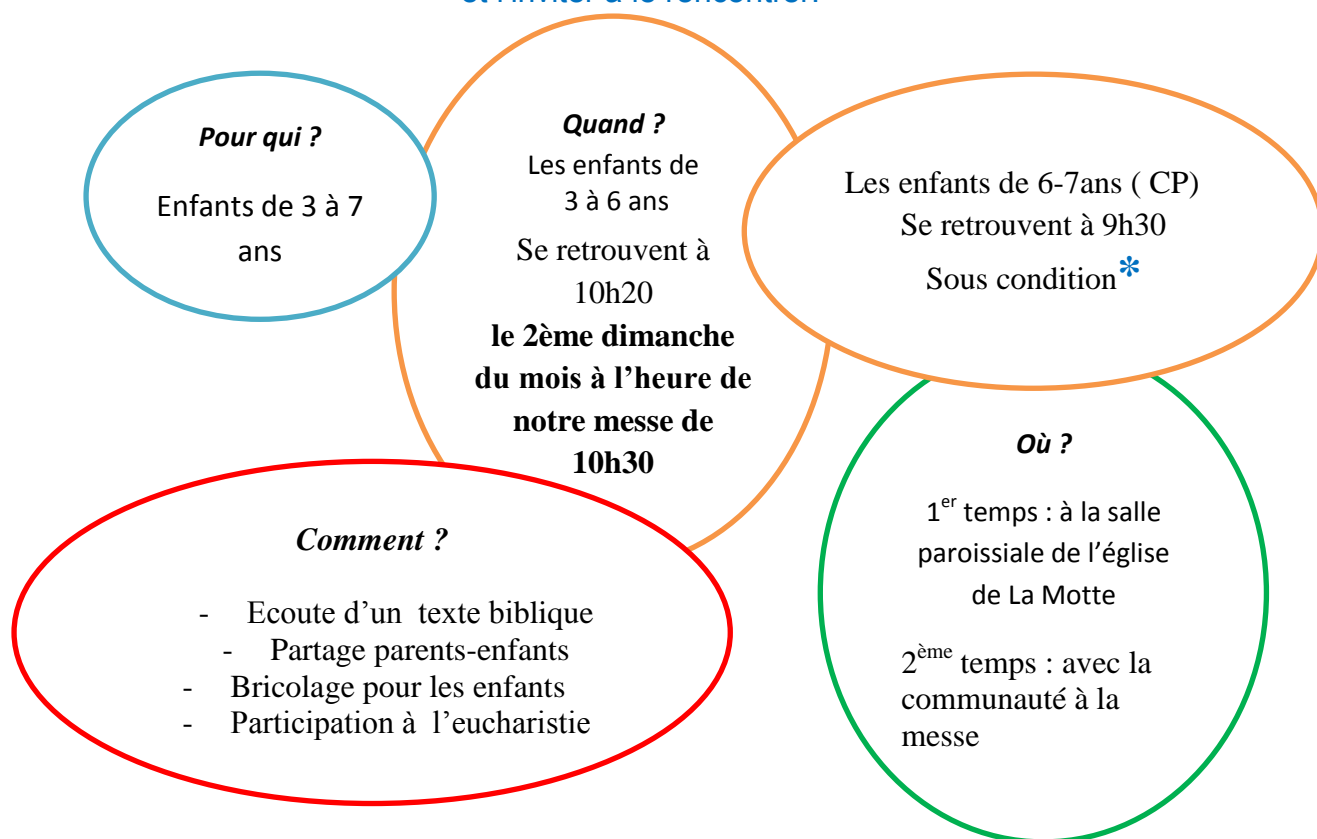 Pour qui ?
Enfants de 3 à 7
ans
Quand ?
Les enfants de
3 à 6 ans
Se retrouvent à
10h20
le 2ème dimanche
du mois à l’heure de
notre messe de
10h30
Les enfants de 6-7ans ( CP)
Se retrouvent à 9h30
Sous condition*
Comment ?
- Ecoute d’un texte biblique
- Partage parents-enfants
- Bricolage pour les enfants
- Participation à l’eucharistie
Où ?
1er temps : à la salle
paroissiale de l’église
de La Motte
2ème temps : avec la
communauté à la
messe